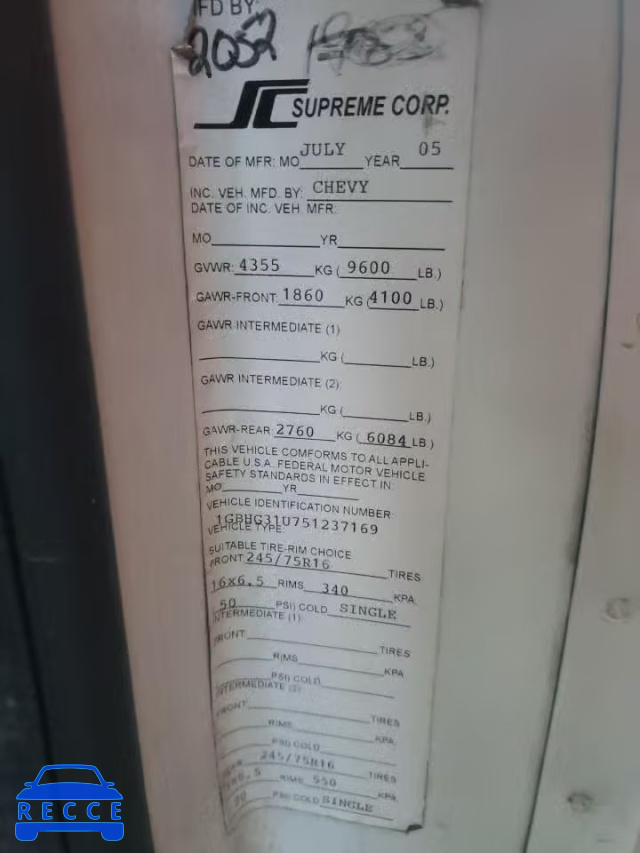 MFD BY:
2052
SC SUPREME CORP.
DATE OF MFR: MO JULY YEAR 05
INC. VEH. MFD. BY: CHEVY
DATE OF INC. VEH. MFR.
MO YR
GVWR: 4355 KG ( 9600 LB.)
GAWR-FRONT: 1860 KG ( 4100 LB.)
GAWR INTERMEDIATE (1)
KG ( LB.)
GAWR INTERMEDIATE (2)
KG ( LB.)
GAWR-REAR: 2760 KG ( 6084 LB.)
THIS VEHICLE COMFORMS TO ALL APPLI-
CABLE U.S.A. FEDERAL MOTOR VEHICLE
SAFETY STANDARDS IN EFFECT IN:
MO YR
VEHICLE IDENTIFICATION NUMBER:
1GBHG31U751237169
VEHICLE TYPE:
SUITABLE TIRE-RIM CHOICE
FRONT 245/75R16 TIRES
16x6.5 RIMS 340 KPA
50 PSI) COLD SINGLE
INTERMEDIATE (1)
FRONT TIRES
RIMS KPA
PSI) COLD
INTERMEDIATE (2)
FRONT TIRES
RIMS KPA
PSI) COLD
245/75R16 TIRES
RIMS 550 KPA
PSI) COLD SINGLE
RECCE